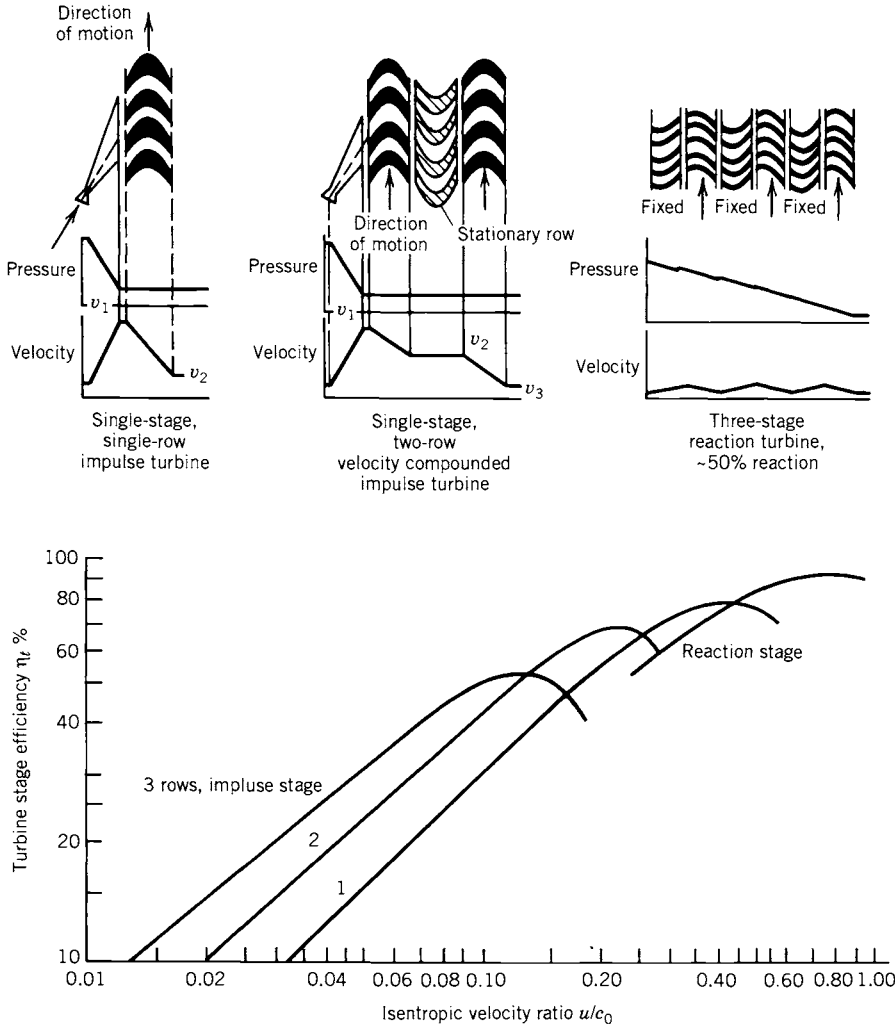 Direction
of motion
Pressure
v₁
Velocity
v₂
Single-stage,
single-row
impulse turbine
Direction
of motion
Stationary row
Pressure
v₁
Velocity
v₂
v₃
Single-stage,
two-row
velocity compounded
impulse turbine
Fixed
Fixed
Fixed
Pressure
Velocity
Three-stage
reaction turbine,
~50% reaction
Turbine stage efficiency ηₜ %
100
80
60
40
20
10
3 rows, impluse stage
2
1
Reaction stage
0.01 0.02 0.04 0.06 0.08 0.10 0.20 0.40 0.60 0.80 1.00
Isentropic velocity ratio u/c₀